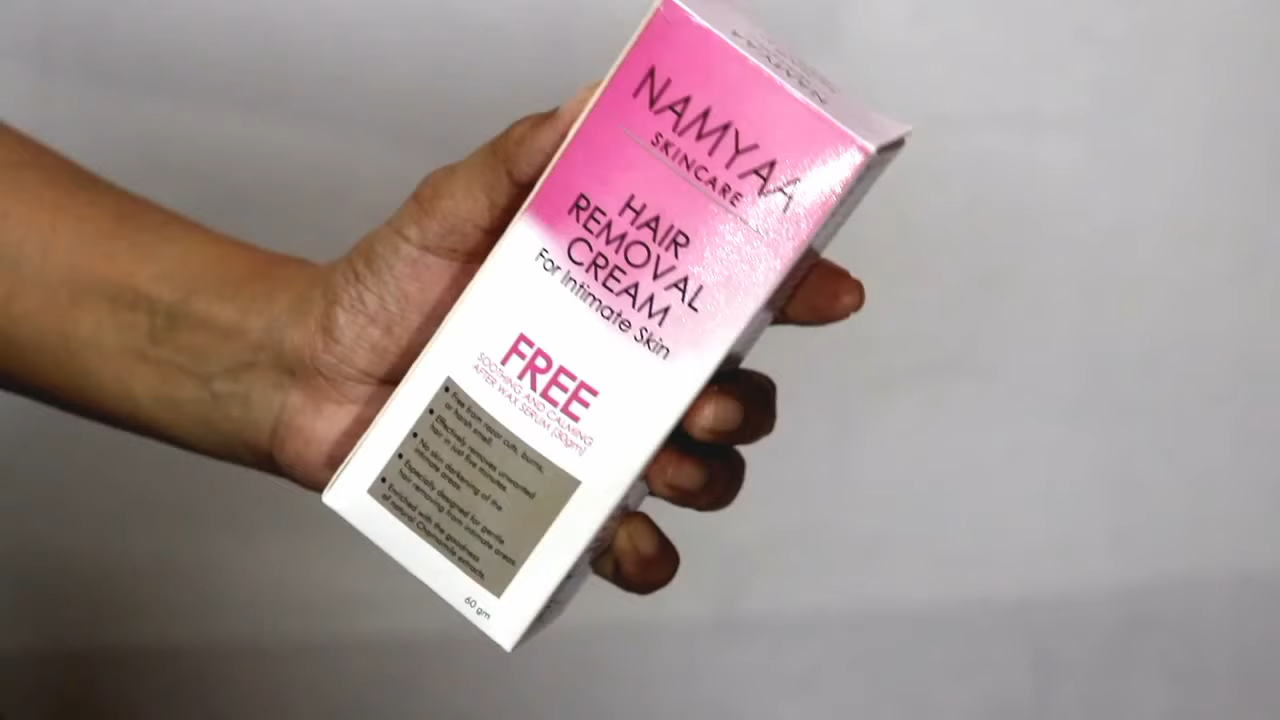 NAMYAA
SKINCARE
HAIR
REMOVAL
CREAM
For Intimate Skin
FREE
SOOTHING AND CALMING
AFTER WAX SERUM (30gm)
• Free from razor cuts, burns,
or harsh smell.
• Effectively removes unwanted
hair in just five minutes.
• No skin darkening of the
intimate areas.
• Especially designed for gentle
hair removing from intimate areas.
• Enriched with the goodness
of natural Chamomile extracts.
60 gm
NAMYAA